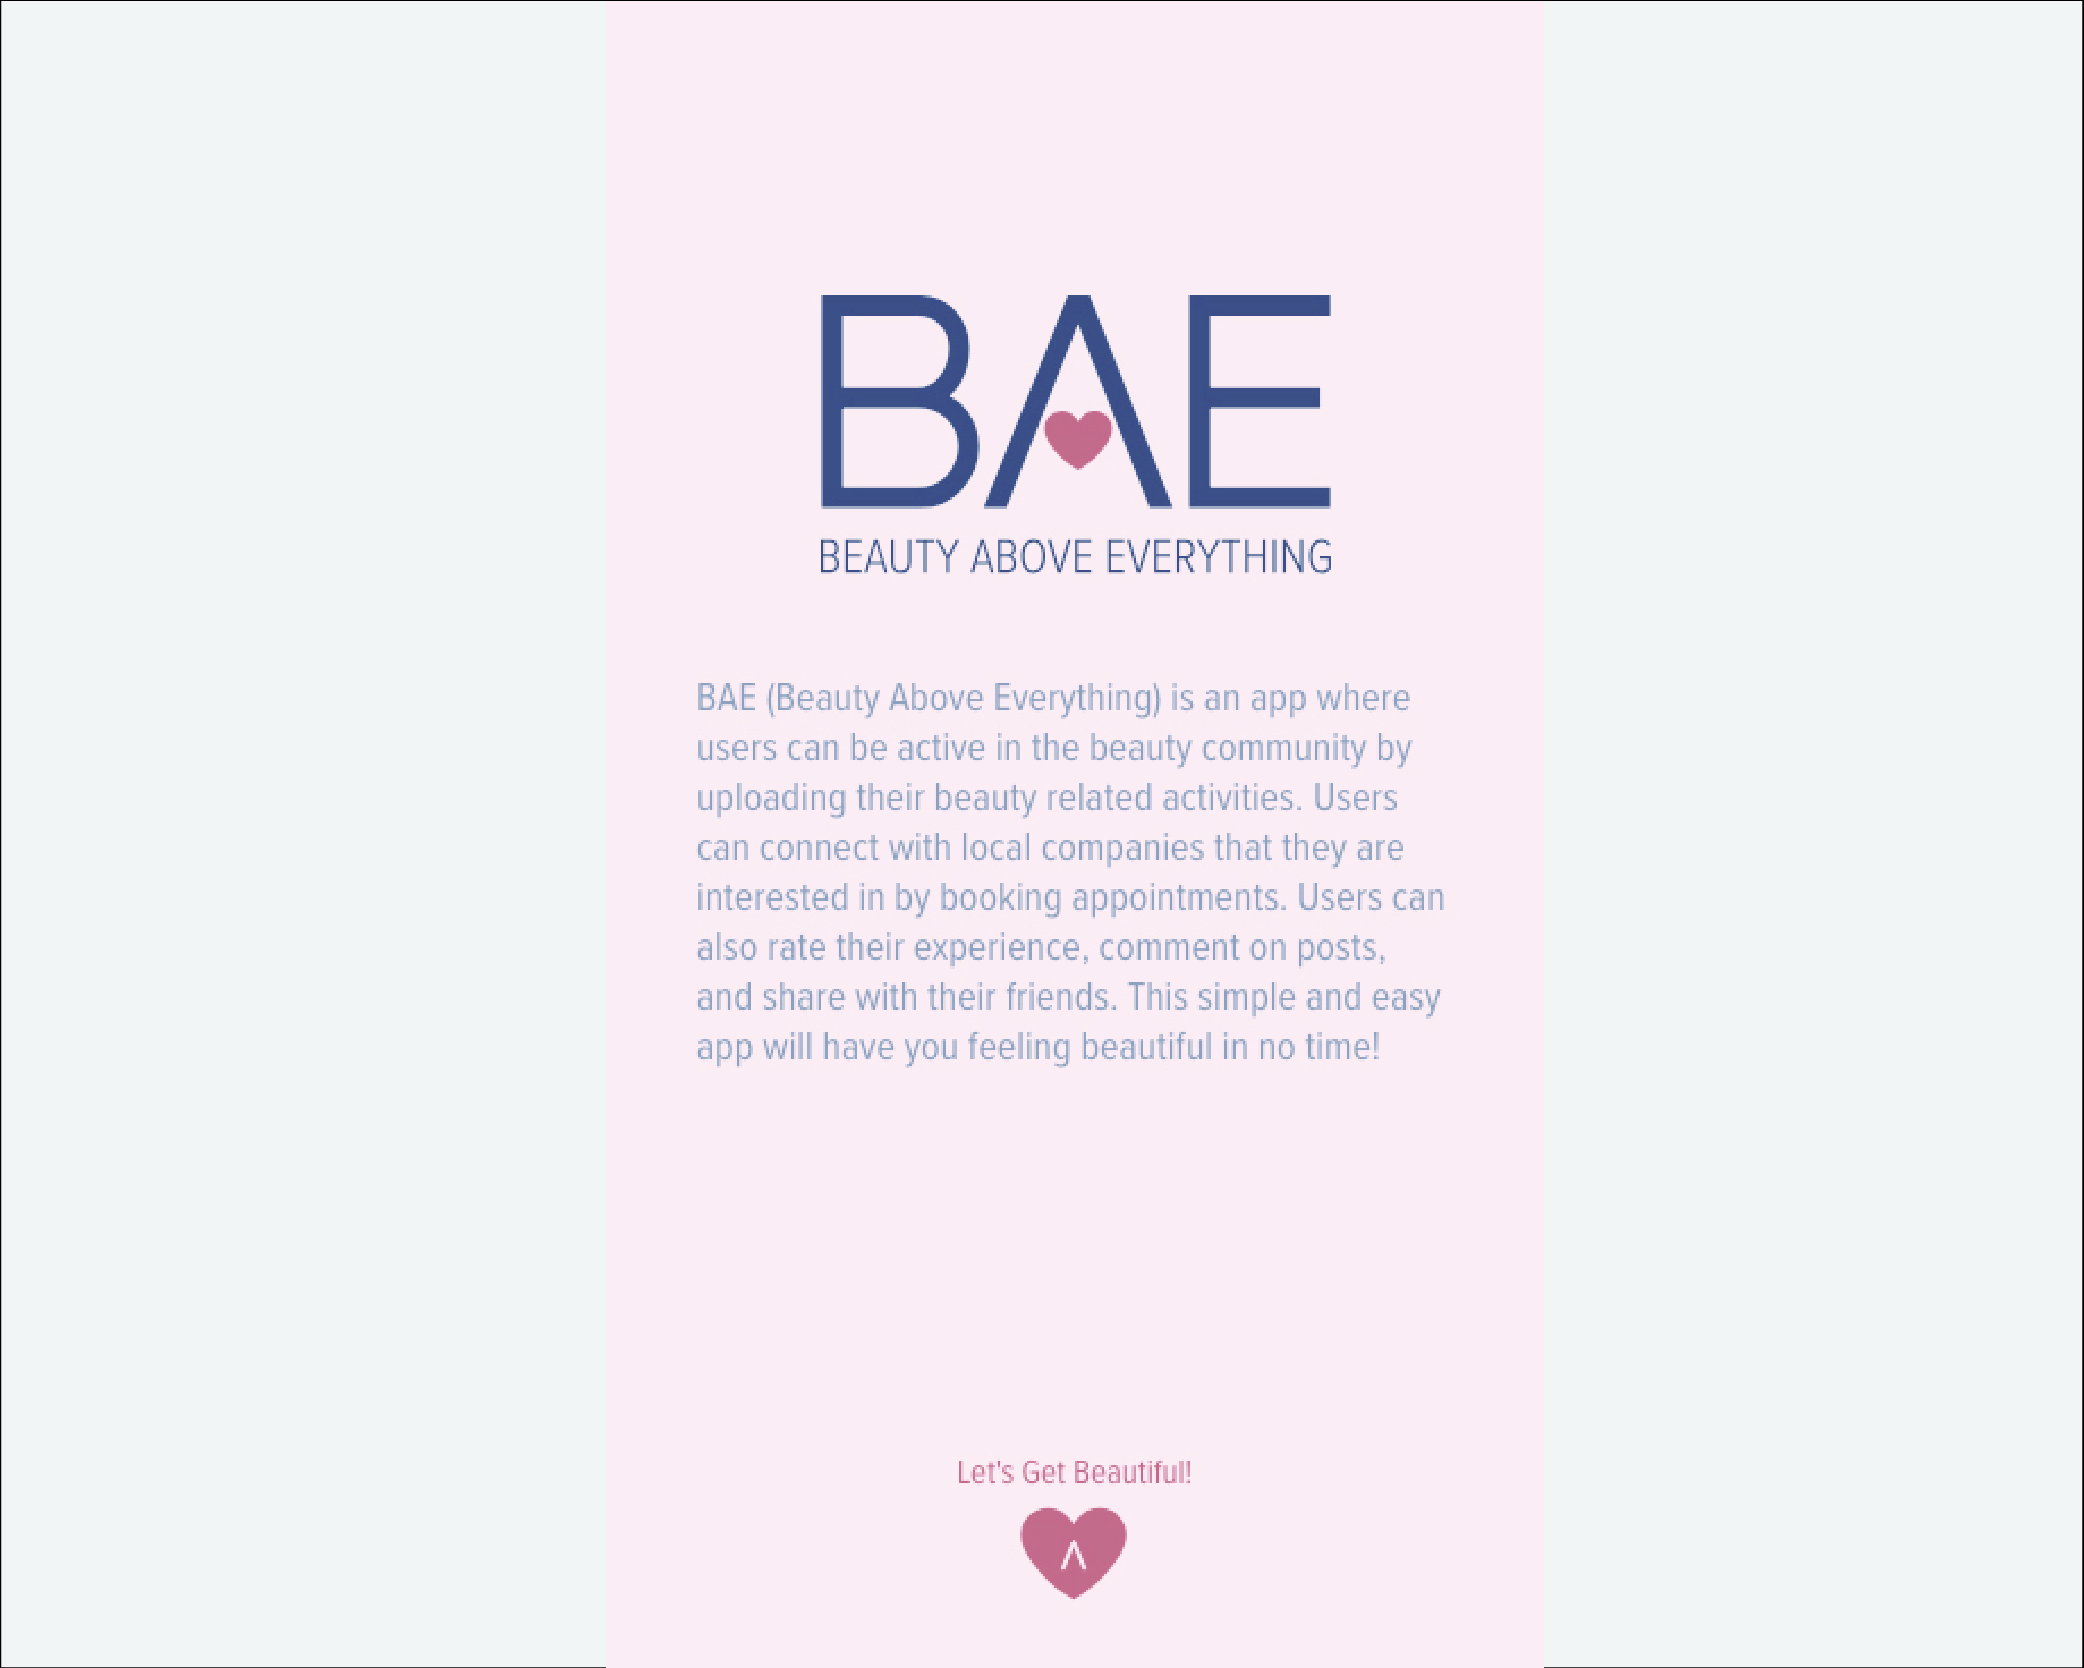 BAE
BEAUTY ABOVE EVERYTHING
BAE (Beauty Above Everything) is an app where
users can be active in the beauty community by
uploading their beauty related activities. Users
can connect with local companies that they are
interested in by booking appointments. Users can
also rate their experience, comment on posts,
and share with their friends. This simple and easy
app will have you feeling beautiful in no time!
Let's Get Beautiful!